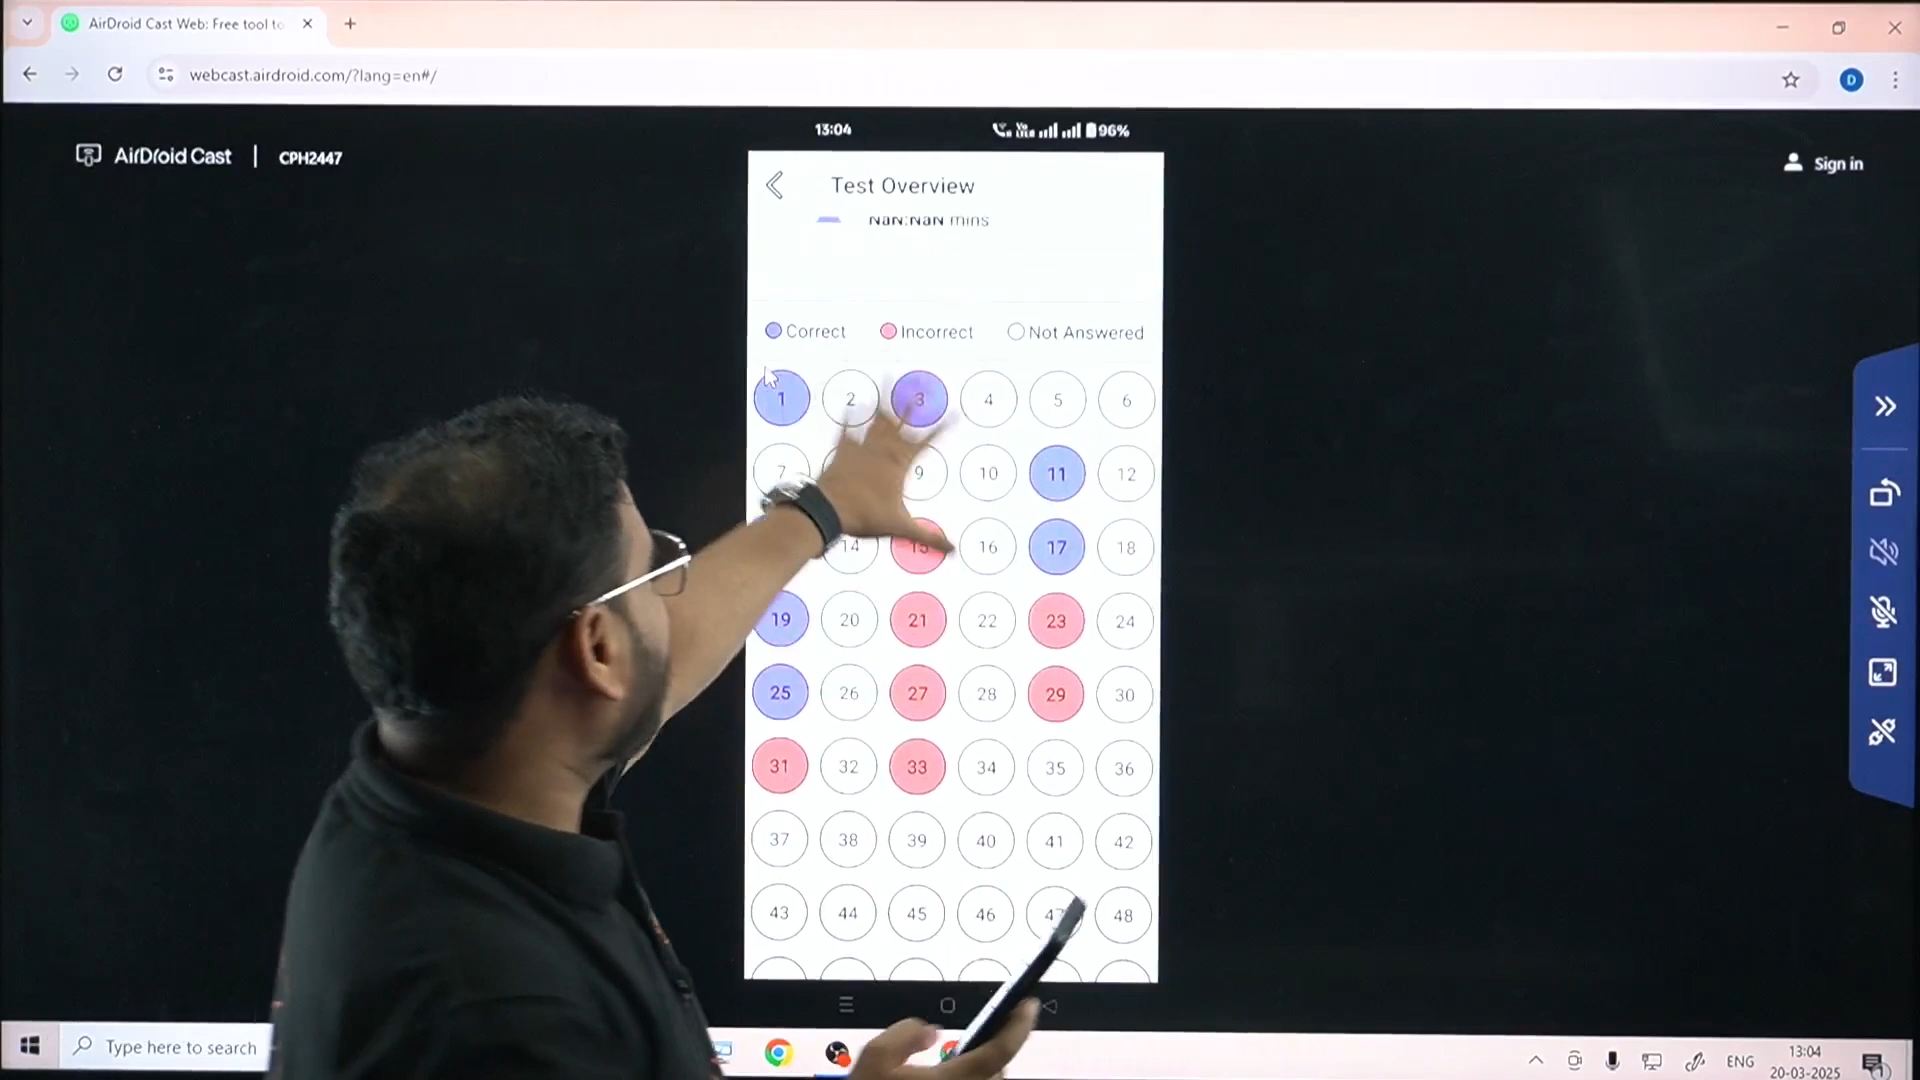 AirDroid Cast Web: Free tool to
webcast.airdroid.com/?lang=en#/
AirDroid Cast | CPH2447
13:04
96%
Sign in
Test Overview
NaN:NaN mins
Correct Incorrect Not Answered
1 2 3 4 5 6
7 9 10 11 12
14 15 16 17 18
19 20 21 22 23 24
25 26 27 28 29 30
31 32 33 34 35 36
37 38 39 40 41 42
43 44 45 46 47 48
Type here to search
ENG
13:04
20-03-2025